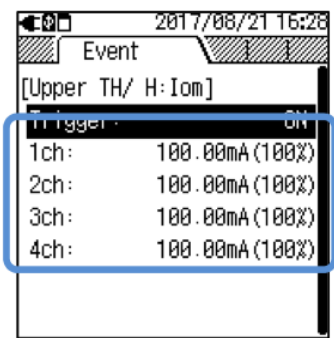 2017/08/21 16:28
Event
[Upper TH/ H:Iom]
Trigger: ON
1ch: 100.00mA(100%)
2ch: 100.00mA(100%)
3ch: 100.00mA(100%)
4ch: 100.00mA(100%)